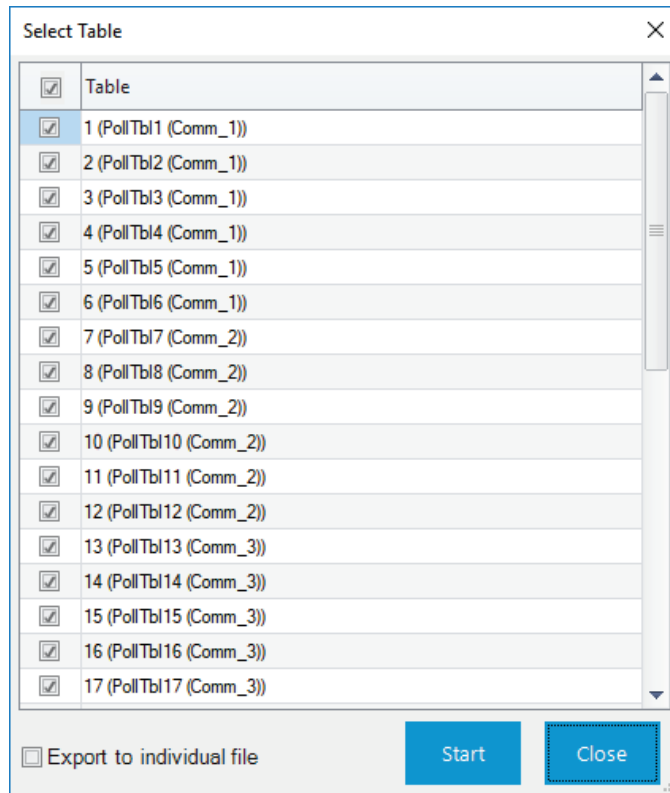 Select Table
Table
1 (PollTbl1 (Comm_1))
2 (PollTbl2 (Comm_1))
3 (PollTbl3 (Comm_1))
4 (PollTbl4 (Comm_1))
5 (PollTbl5 (Comm_1))
6 (PollTbl6 (Comm_1))
7 (PollTbl7 (Comm_2))
8 (PollTbl8 (Comm_2))
9 (PollTbl9 (Comm_2))
10 (PollTbl10 (Comm_2))
11 (PollTbl11 (Comm_2))
12 (PollTbl12 (Comm_2))
13 (PollTbl13 (Comm_3))
14 (PollTbl14 (Comm_3))
15 (PollTbl15 (Comm_3))
16 (PollTbl16 (Comm_3))
17 (PollTbl17 (Comm_3))
Export to individual file
Start
Close